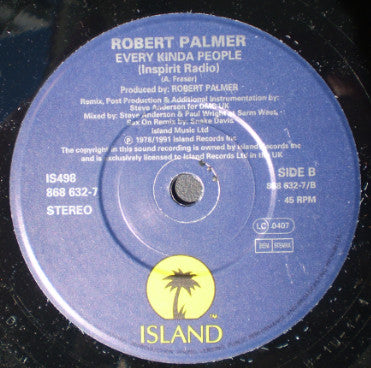 ROBERT PALMER
EVERY KINDA PEOPLE
(Inspirit Radio)
(A. Fraser)
Produced by: ROBERT PALMER
Remix, Post Production & Additional Instrumentation by:
Steve Anderson for DMC UK
Mixed by: Steve Anderson & Paul Wright at Sarm West,
Sax On Remix by: Snake Davis
Island Music Ltd
℗ 1978/1991 Island Records Inc
The copyright in this sound recording is owned by Island Records Inc
and is exclusively licensed to Island Records Ltd in the UK
IS498
868 632-7
STEREO
SIDE B
868 632-7/B
45 RPM
LC 0407
BIEM STEMRA
ISLAND
TM